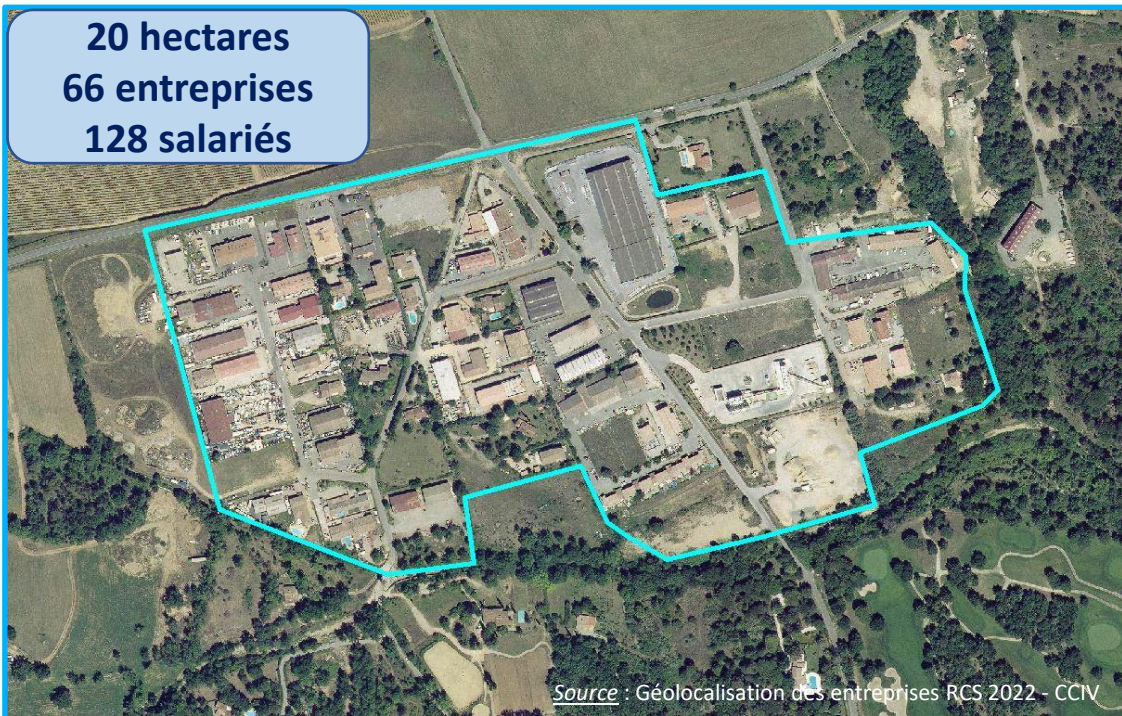 20 hectares
66 entreprises
128 salariés
Source : Géolocalisation des entreprises RCS 2022 - CCIV